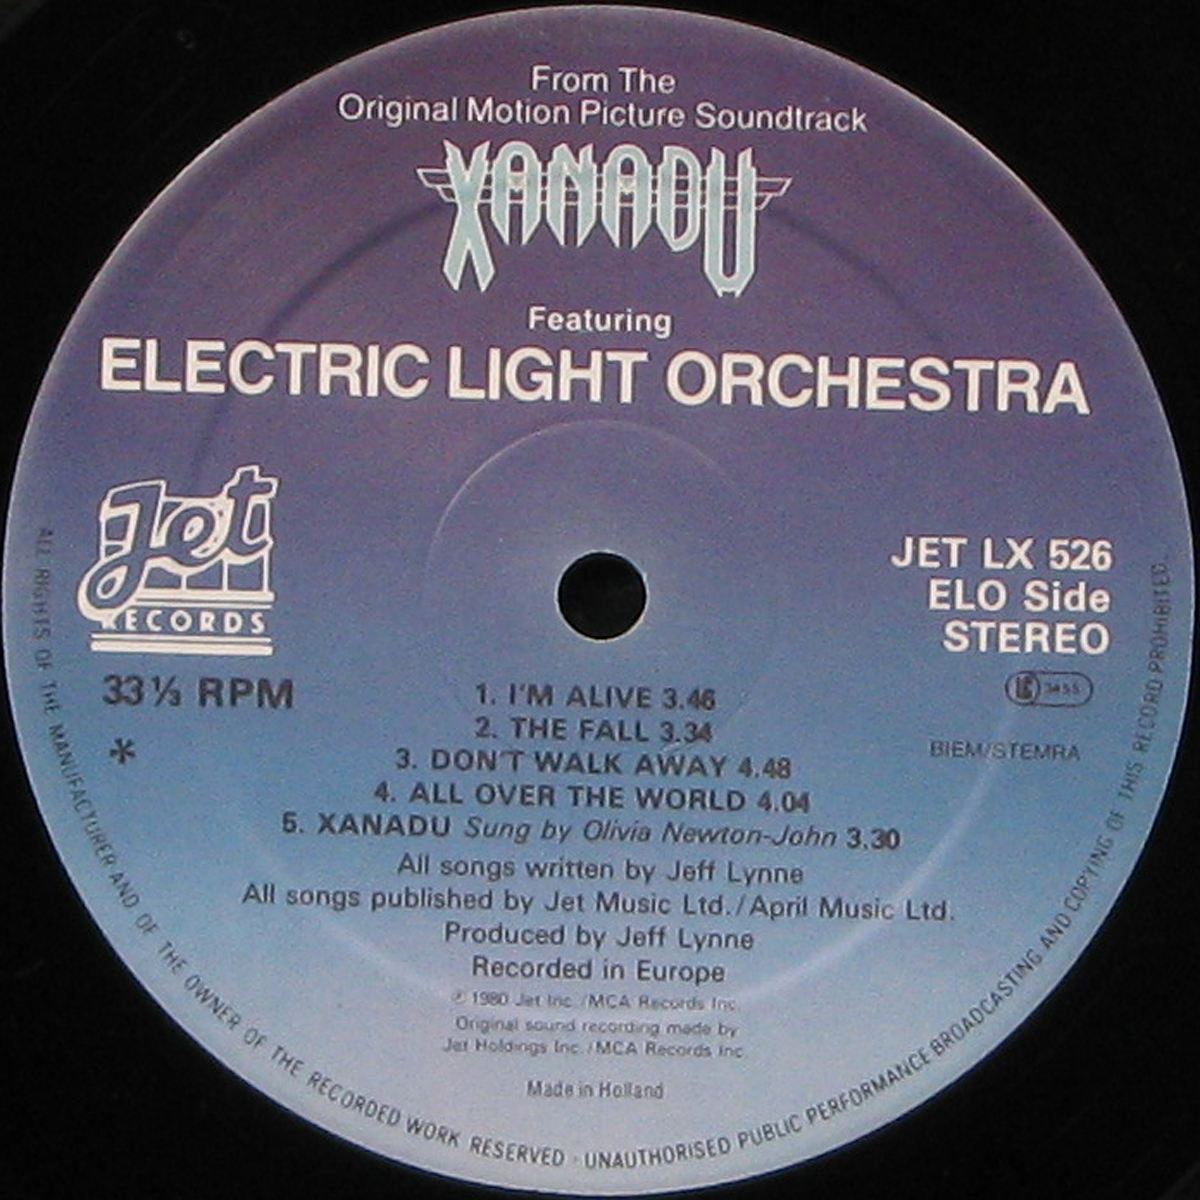 From The
Original Motion Picture Soundtrack
XANADU
Featuring
ELECTRIC LIGHT ORCHESTRA
Jet
RECORDS
33⅓ RPM
*
JET LX 526
ELO Side
STEREO
LC 3455
BIEM/STEMRA
1. I'M ALIVE 3.46
2. THE FALL 3.34
3. DON'T WALK AWAY 4.48
4. ALL OVER THE WORLD 4.04
5. XANADU Sung by Olivia Newton-John 3.30
All songs written by Jeff Lynne
All songs published by Jet Music Ltd./April Music Ltd.
Produced by Jeff Lynne
Recorded in Europe
℗ 1980 Jet Inc./MCA Records Inc.
Original sound recording made by
Jet Holdings Inc./MCA Records Inc.
Made in Holland
ALL RIGHTS OF THE MANUFACTURER AND OF THE OWNER OF THE RECORDED WORK RESERVED · UNAUTHORISED PUBLIC PERFORMANCE BROADCASTING AND COPYING OF THIS RECORD PROHIBITED.